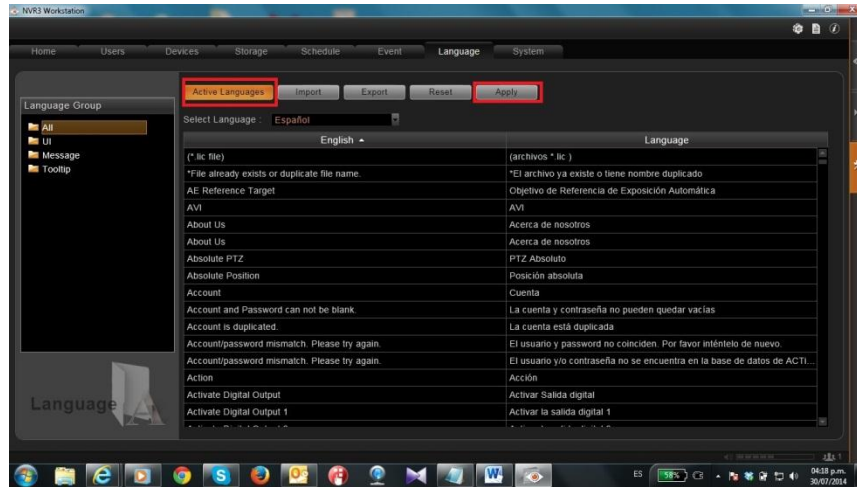 NVR3 Workstation
Home Users Devices Storage Schedule Event Language System
Active Languages Import Export Reset Apply
Language Group
Select Language : Español
All
UI
Message
Tooltip
English Language
(*.lic file) (archivos *.lic )
*File already exists or duplicate file name. *El archivo ya existe o tiene nombre duplicado
AE Reference Target Objetivo de Referencia de Exposición Automática
AVI AVI
About Us Acerca de nosotros
About Us Acerca de nosotros
Absolute PTZ PTZ Absoluto
Absolute Position Posición absoluta
Account Cuenta
Account and Password can not be blank. La cuenta y contraseña no pueden quedar vacías
Account is duplicated. La cuenta está duplicada
Account/password mismatch. Please try again. El usuario y password no coinciden. Por favor inténtelo de nuevo.
Account/password mismatch. Please try again. El usuario y/o contraseña no se encuentra en la base de datos de ACTi...
Action Acción
Activate Digital Output Activar Salida digital
Activate Digital Output 1 Activar la salida digital 1
Language
1
ES 58% 04:18 p.m.
30/07/2014